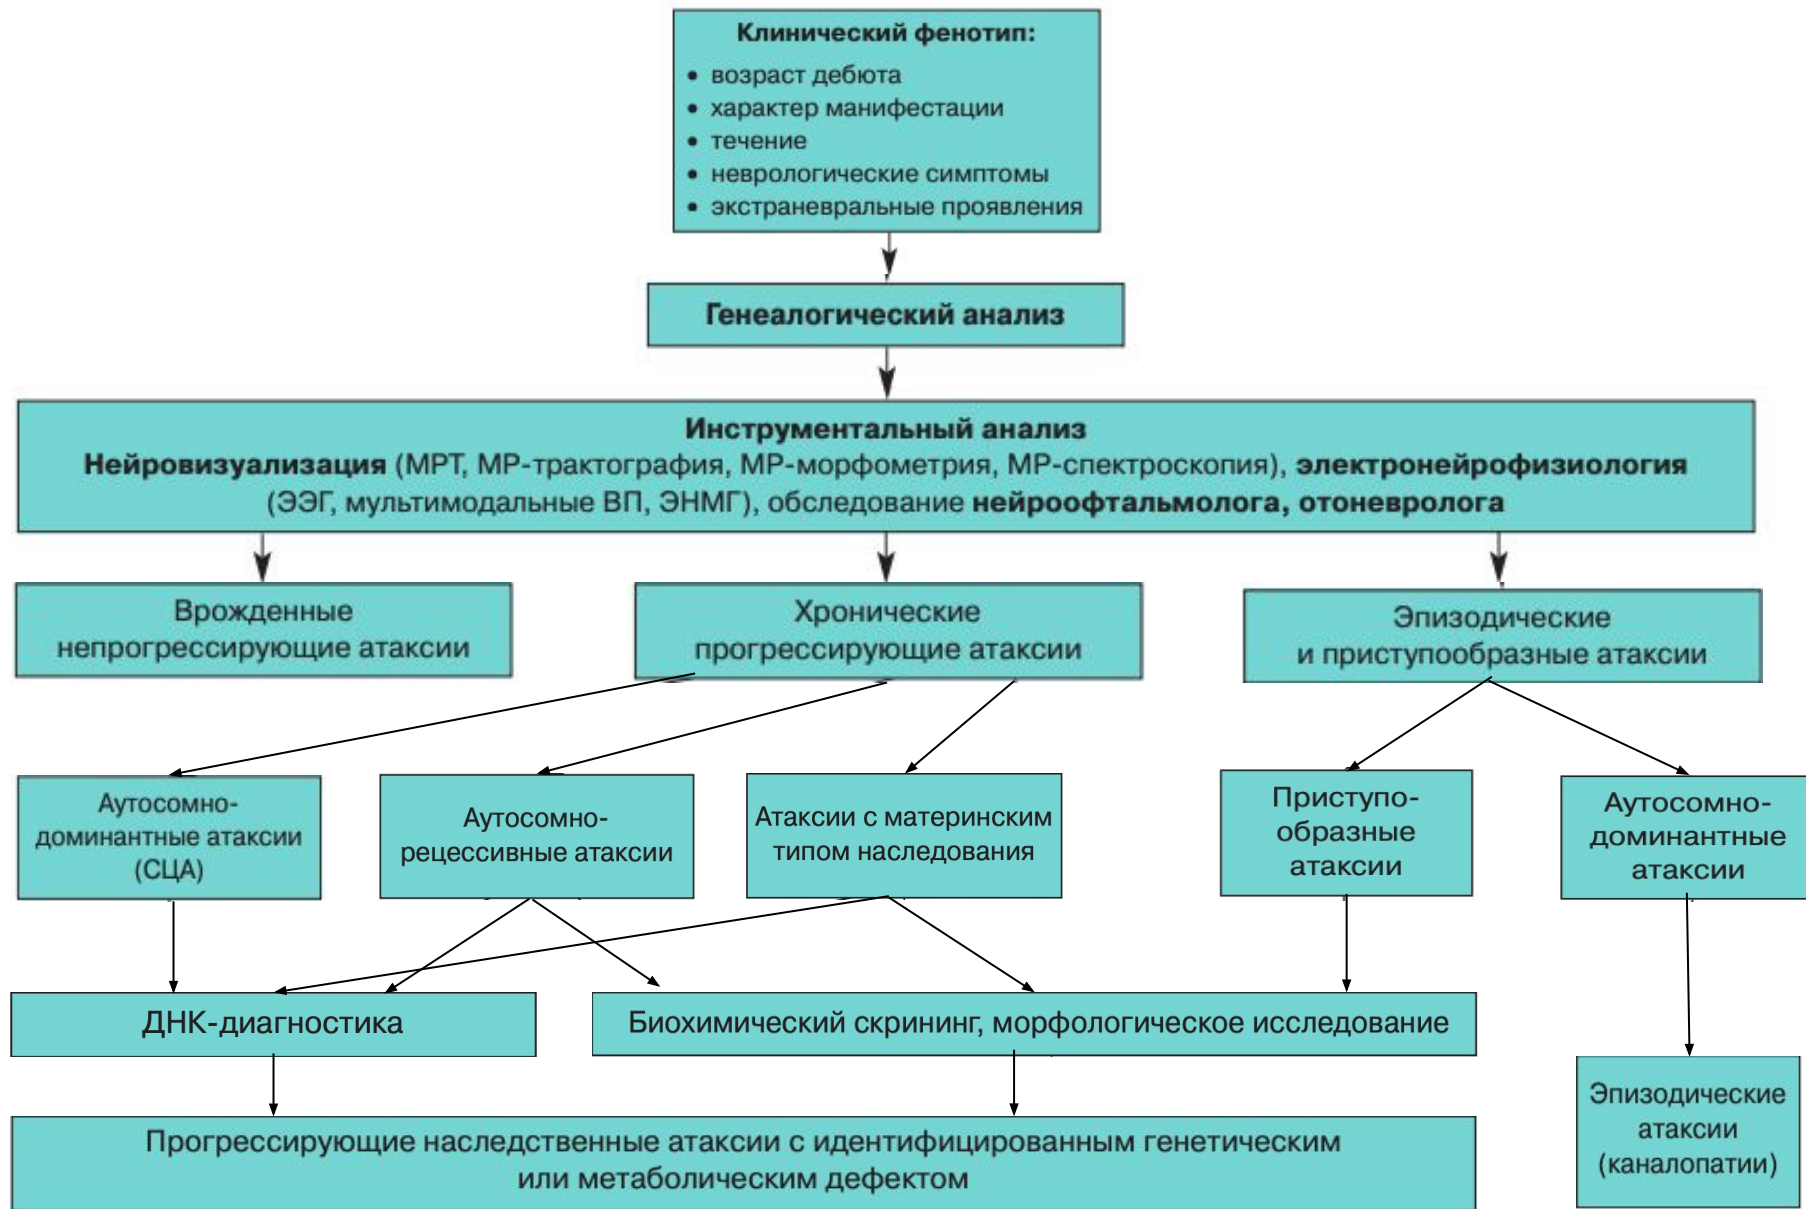 Клинический фенотип:
• возраст дебюта
• характер манифестации
• течение
• неврологические симптомы
• экстраневральные проявления
Генеалогический анализ
Инструментальный анализ
Нейровизуализация (МРТ, МР-трактография, МР-морфометрия, МР-спектроскопия), электронейрофизиология
(ЭЭГ, мультимодальные ВП, ЭНМГ), обследование нейроофтальмолога, отоневролога
Врожденные
непрогрессирующие атаксии
Хронические
прогрессирующие атаксии
Эпизодические
и приступообразные атаксии
Аутосомно-
доминантные атаксии
(СЦА)
Аутосомно-
рецессивные атаксии
Атаксии с материнским
типом наследования
Приступо-
образные
атаксии
Аутосомно-
доминантные
атаксии
ДНК-диагностика
Биохимический скрининг, морфологическое исследование
Эпизодические
атаксии
(каналопатии)
Прогрессирующие наследственные атаксии с идентифицированным генетическим
или метаболическим дефектом